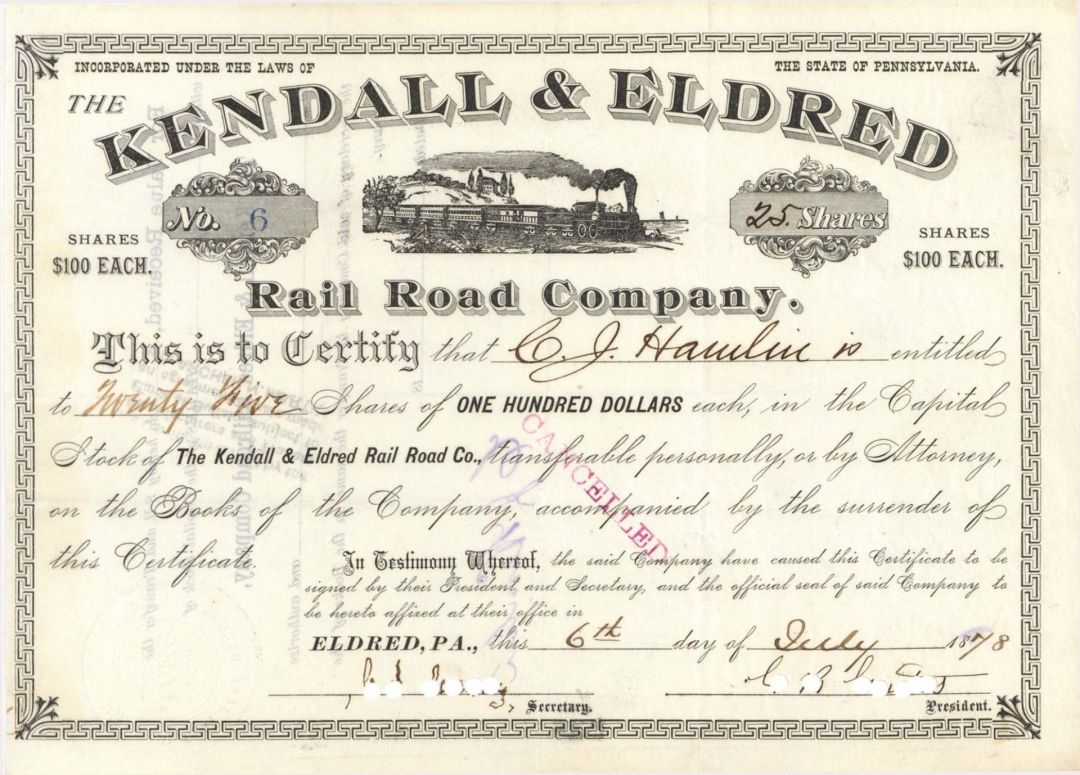 INCORPORATED UNDER THE LAWS OF
THE STATE OF PENNSYLVANIA.
THE
KENDALL & ELDRED
No. 6
25. Shares
SHARES
$100 EACH.
SHARES
$100 EACH.
Rail Road Company.
This is to Certify that C. J. Hamlin is entitled
to Twenty Five Shares of ONE HUNDRED DOLLARS each, in the Capital
Stock of The Kendall & Eldred Rail Road Co., transferable personally, or by Attorney,
on the Books of the Company, accompanied by the surrender of
this Certificate.
CANCELLED
In Testimony Whereof, the said Company have caused this Certificate to be
signed by their President and Secretary, and the official seal of said Company to
be hereto affixed at their office in
ELDRED, PA., this 6th day of July 1878
Secretary.
President.